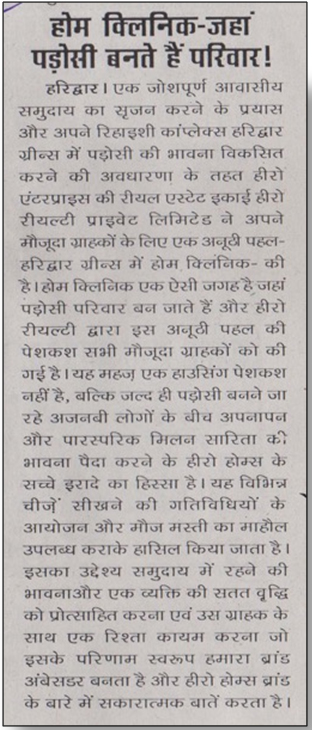 होम क्लिनिक-जहां
पड़ोसी बनते हैं परिवार!
हरिद्वार। एक जोशपूर्ण आवासीय
समुदाय का सृजन करने के प्रयास
और अपने रिहाइशी कांप्लेक्स हरिद्वार
ग्रीन्स में पड़ोसी की भावना विकसित
करने की अवधारणा के तहत हीरो
एंटरप्राइस की रीयल एस्टेट इकाई हीरो
रीयल्टी प्राइवेट लिमिटेड ने अपने
मौजूदा ग्राहकों के लिए एक अनूठी पहल-
हरिद्वार ग्रीन्स में होम क्लिंनिक- की
है। होम क्लिनिक एक ऐसी जगह है जहां
पड़ोसी परिवार बन जाते हैं और हीरो
रीयल्टी द्वारा इस अनूठी पहल की
पेशकश सभी मौजूदा ग्राहकों को की
गई है। यह महज़ एक हाउसिंग पेशकश
नहीं है, बल्कि जल्द ही पड़ोसी बनने जा
रहे अजनबी लोगों के बीच अपनापन
और पारस्परिक मिलन सारिता की
भावना पैदा करने के हीरो होम्स के
सच्चे इरादे का हिस्सा है। यह विभिन्न
चीज़ें सीखने की गतिविधियों के
आयोजन और मौज मस्ती का माहौल
उपलब्ध कराके हासिल किया जाता है।
इसका उद्देश्य समुदाय में रहने की
भावनाऔर एक व्यक्ति की सतत वृद्धि
को प्रोत्साहित करना एवं उस ग्राहक के
साथ एक रिश्ता कायम करना जो
इसके परिणाम स्वरूप हमारा ब्रांड
अंबेसडर बनता है और हीरो होम्स ब्रांड
के बारे में सकारात्मक बातें करता है।